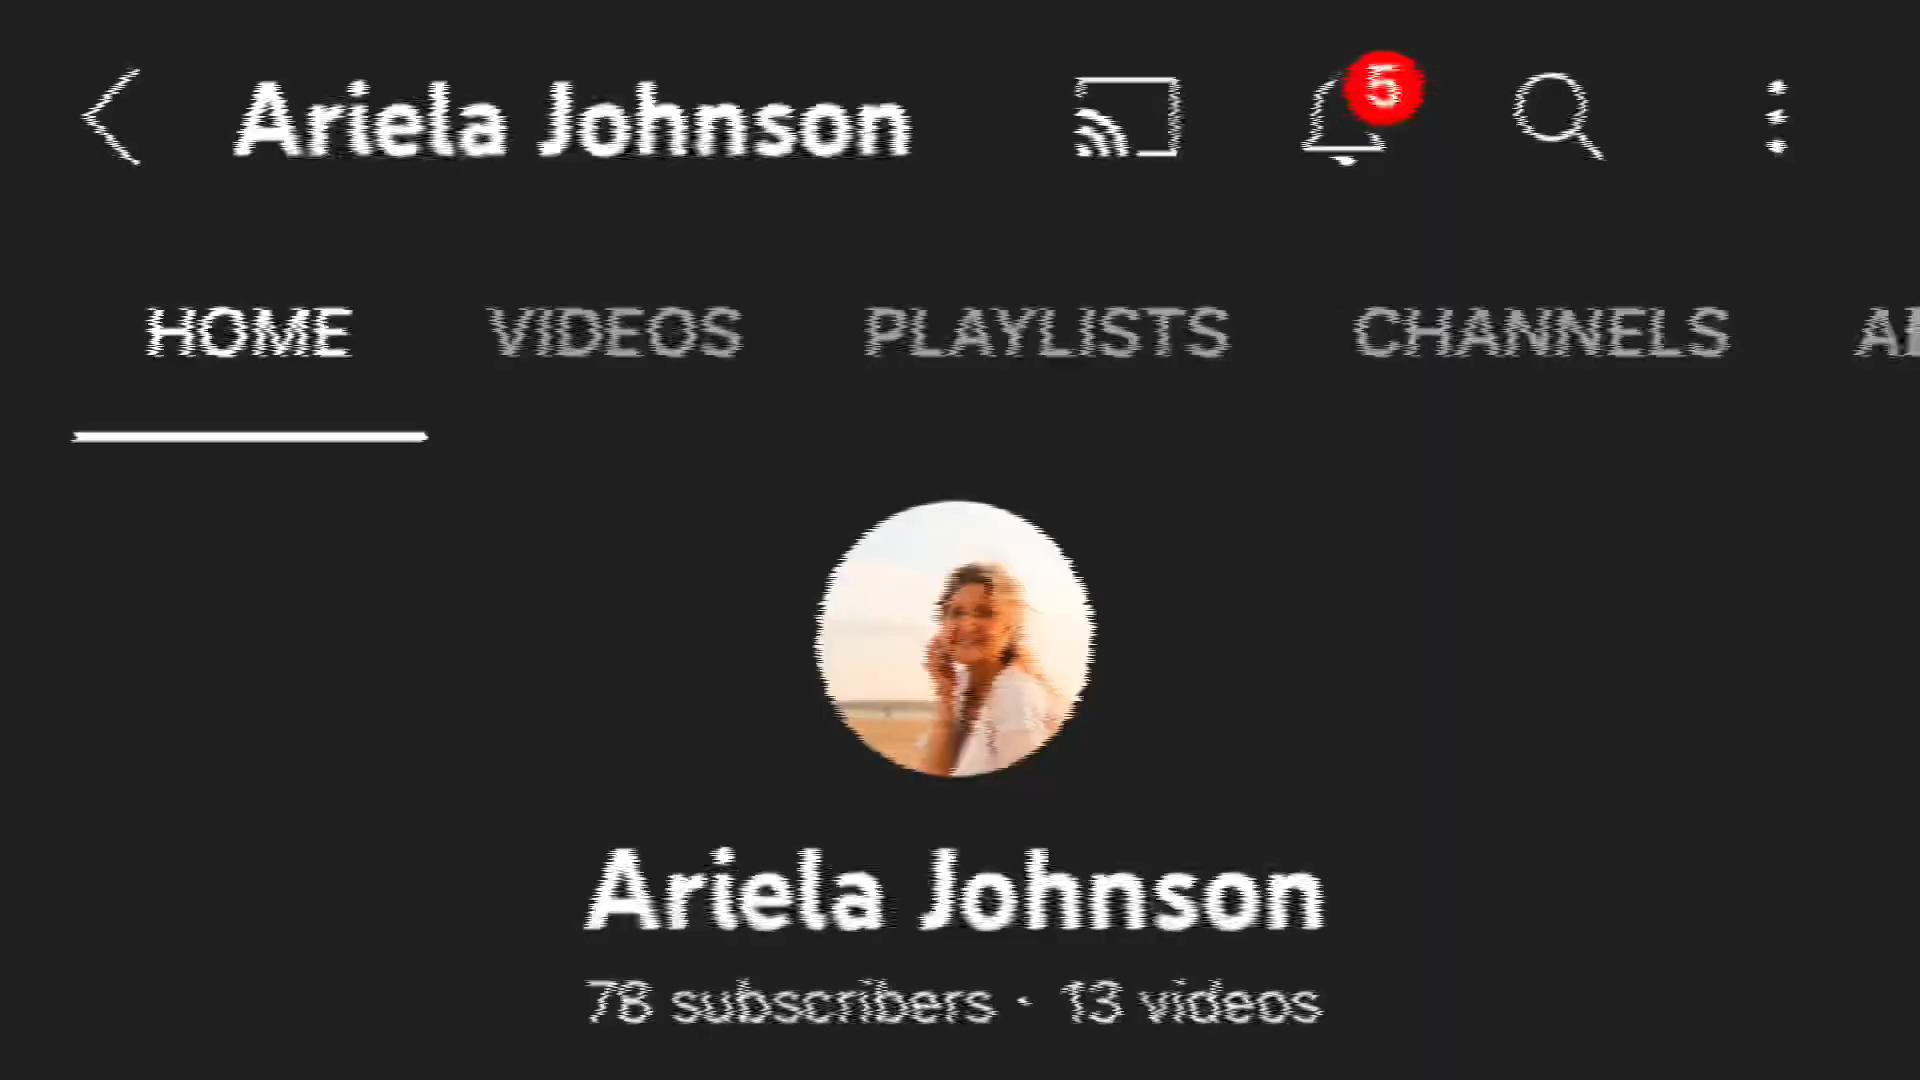 Ariela Johnson 5
HOME VIDEOS PLAYLISTS CHANNELS
Ariela Johnson
78 subscribers · 13 videos